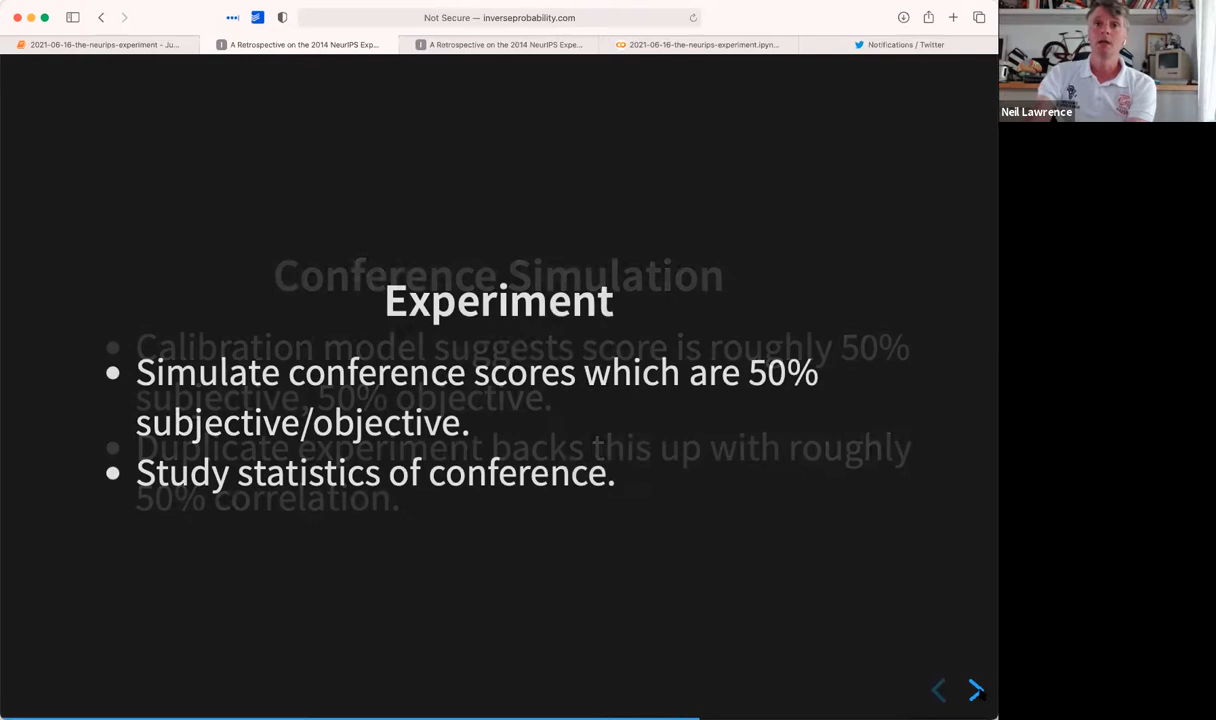 Not Secure — inverseprobability.com
2021-06-16-the-neurips-experiment - Ju...
A Retrospective on the 2014 NeurIPS Exp...
A Retrospective on the 2014 NeurIPS Expe...
2021-06-16-the-neurips-experiment.ipyn...
Notifications / Twitter
Neil Lawrence
Conference Simulation
Experiment
• Calibration model suggests score is roughly 50%
• Simulate conference scores which are 50%
subjective, 50% objective.
subjective/objective.
• Duplicate experiment backs this up with roughly
• Study statistics of conference.
50% correlation.